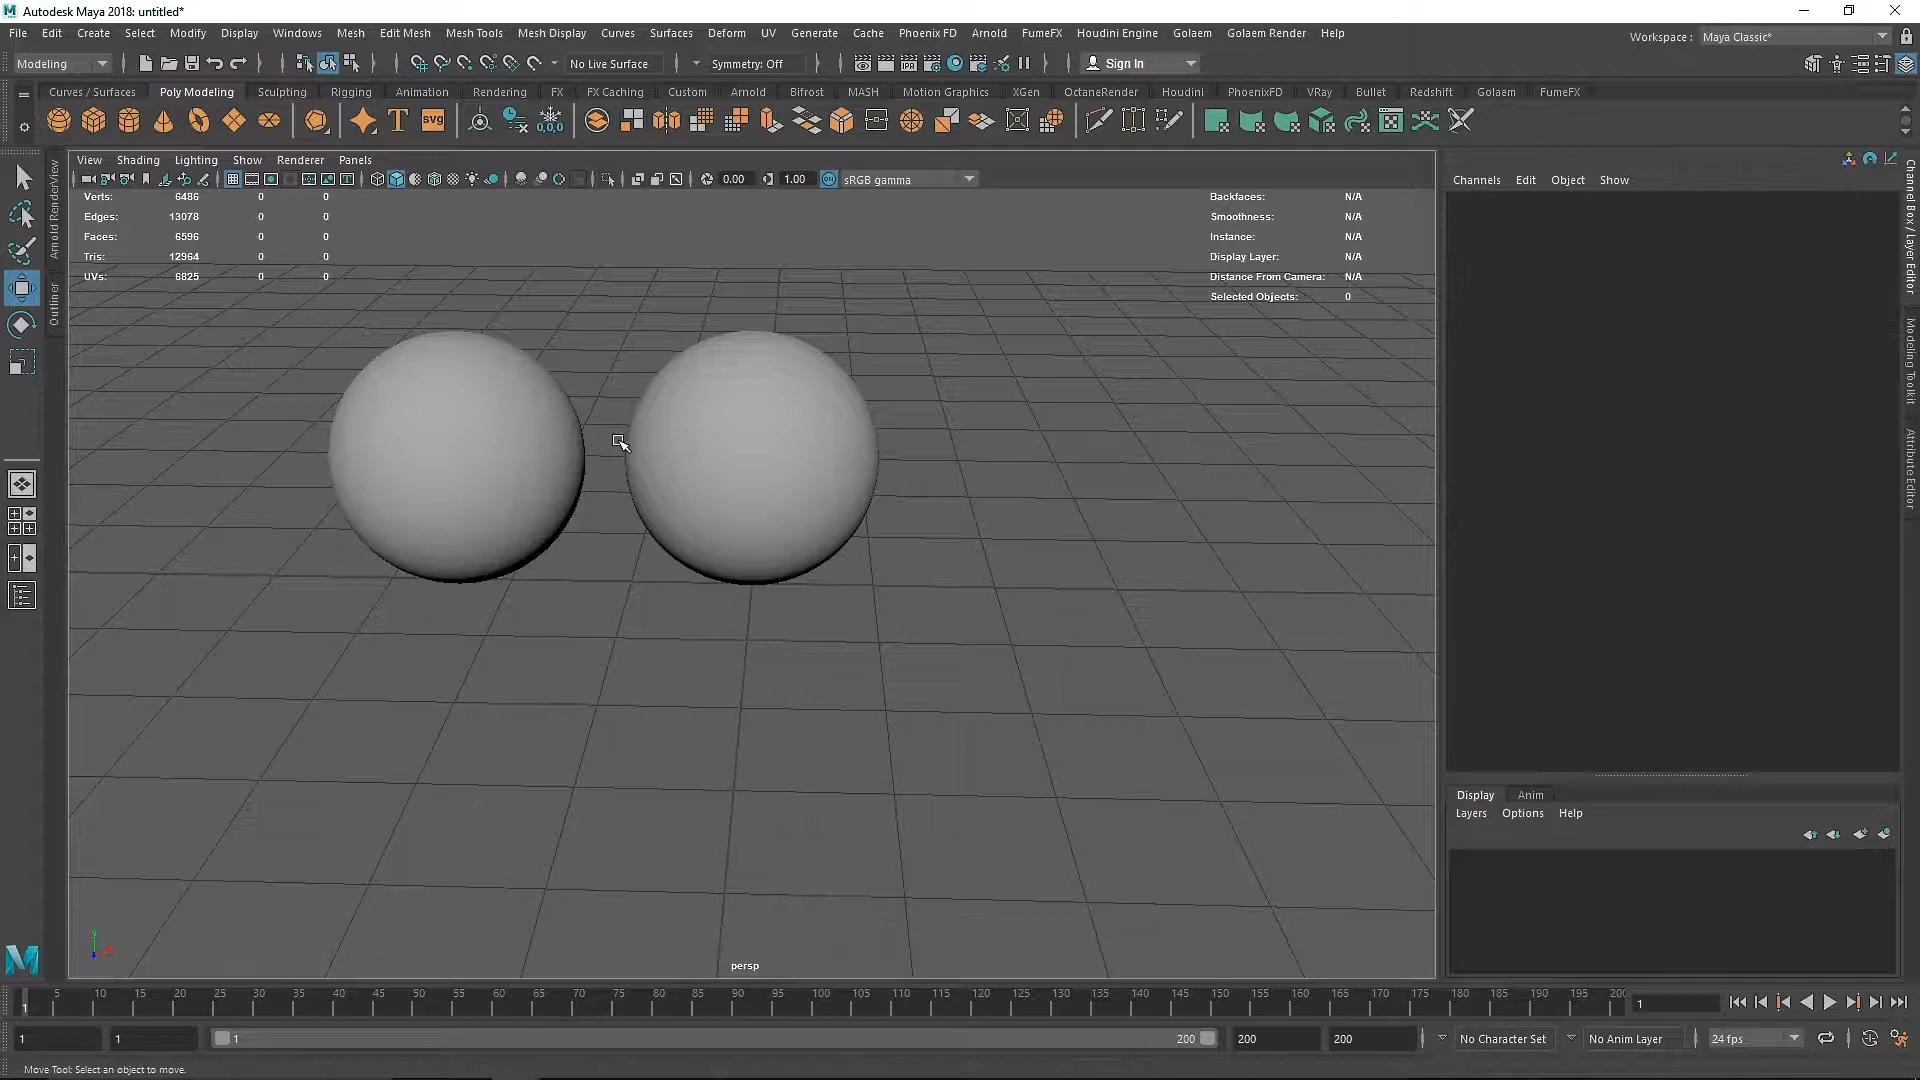 Autodesk Maya 2018: untitled*
File Edit Create Select Modify Display Windows Mesh Edit Mesh Mesh Tools Mesh Display Curves Surfaces Deform UV Generate Cache Phoenix FD Arnold FumeFX Houdini Engine Golaem Golaem Render Help
Workspace : Maya Classic*
Modeling No Live Surface Symmetry: Off IPR Sign In
Curves / Surfaces Poly Modeling Sculpting Rigging Animation Rendering FX FX Caching Custom Arnold Bifrost MASH Motion Graphics XGen OctaneRender Houdini PhoenixFD VRay Bullet Redshift Golaem FumeFX
T SVG 0,0,0
View Shading Lighting Show Renderer Panels
0.00 1.00 ON sRGB gamma
Channels Edit Object Show
Verts: 6486 0 0
Edges: 13078 0 0
Faces: 6596 0 0
Tris: 12964 0 0
UVs: 6825 0 0
Backfaces: N/A
Smoothness: N/A
Instance: N/A
Display Layer: N/A
Distance From Camera: N/A
Selected Objects: 0
Arnold RenderView
Outliner
Channel Box / Layer Editor
Modeling Toolkit
Attribute Editor
Display Anim
Layers Options Help
y
persp
5 10 15 20 25 30 35 40 45 50 55 60 65 70 75 80 85 90 95 100 105 110 115 120 125 130 135 140 145 150 155 160 165 170 175 180 185 190 195 200
1 1
1 1 1 200 200 200 No Character Set No Anim Layer 24 fps
Move Tool: Select an object to move.